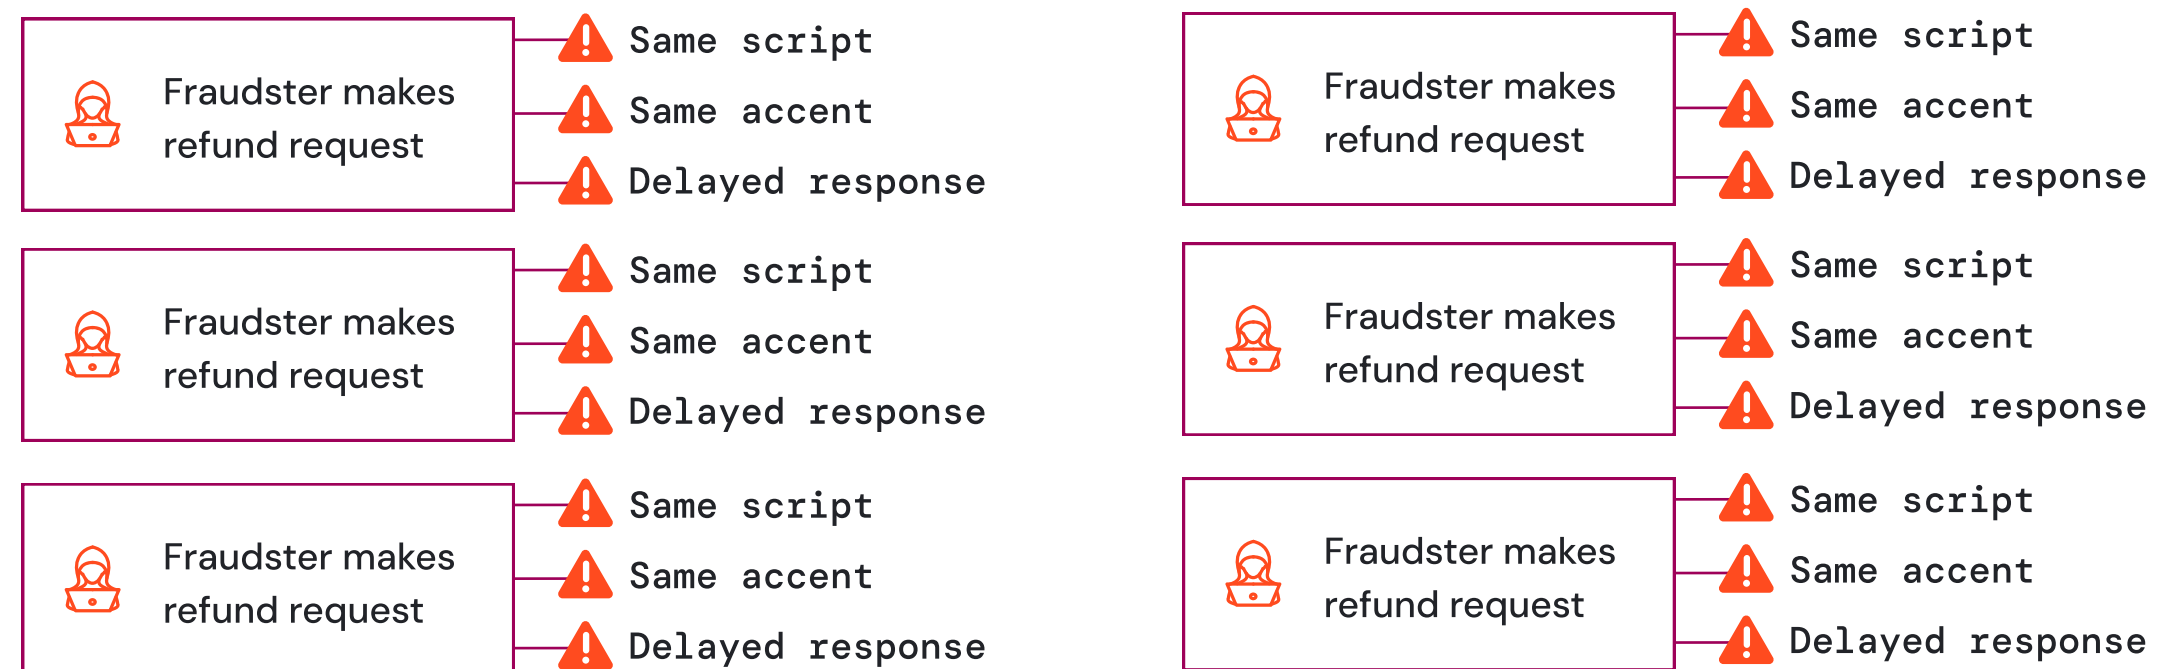 Fraudster makes
refund request
Same script
Same accent
Delayed response
Fraudster makes
refund request
Same script
Same accent
Delayed response
Fraudster makes
refund request
Same script
Same accent
Delayed response
Fraudster makes
refund request
Same script
Same accent
Delayed response
Fraudster makes
refund request
Same script
Same accent
Delayed response
Fraudster makes
refund request
Same script
Same accent
Delayed response